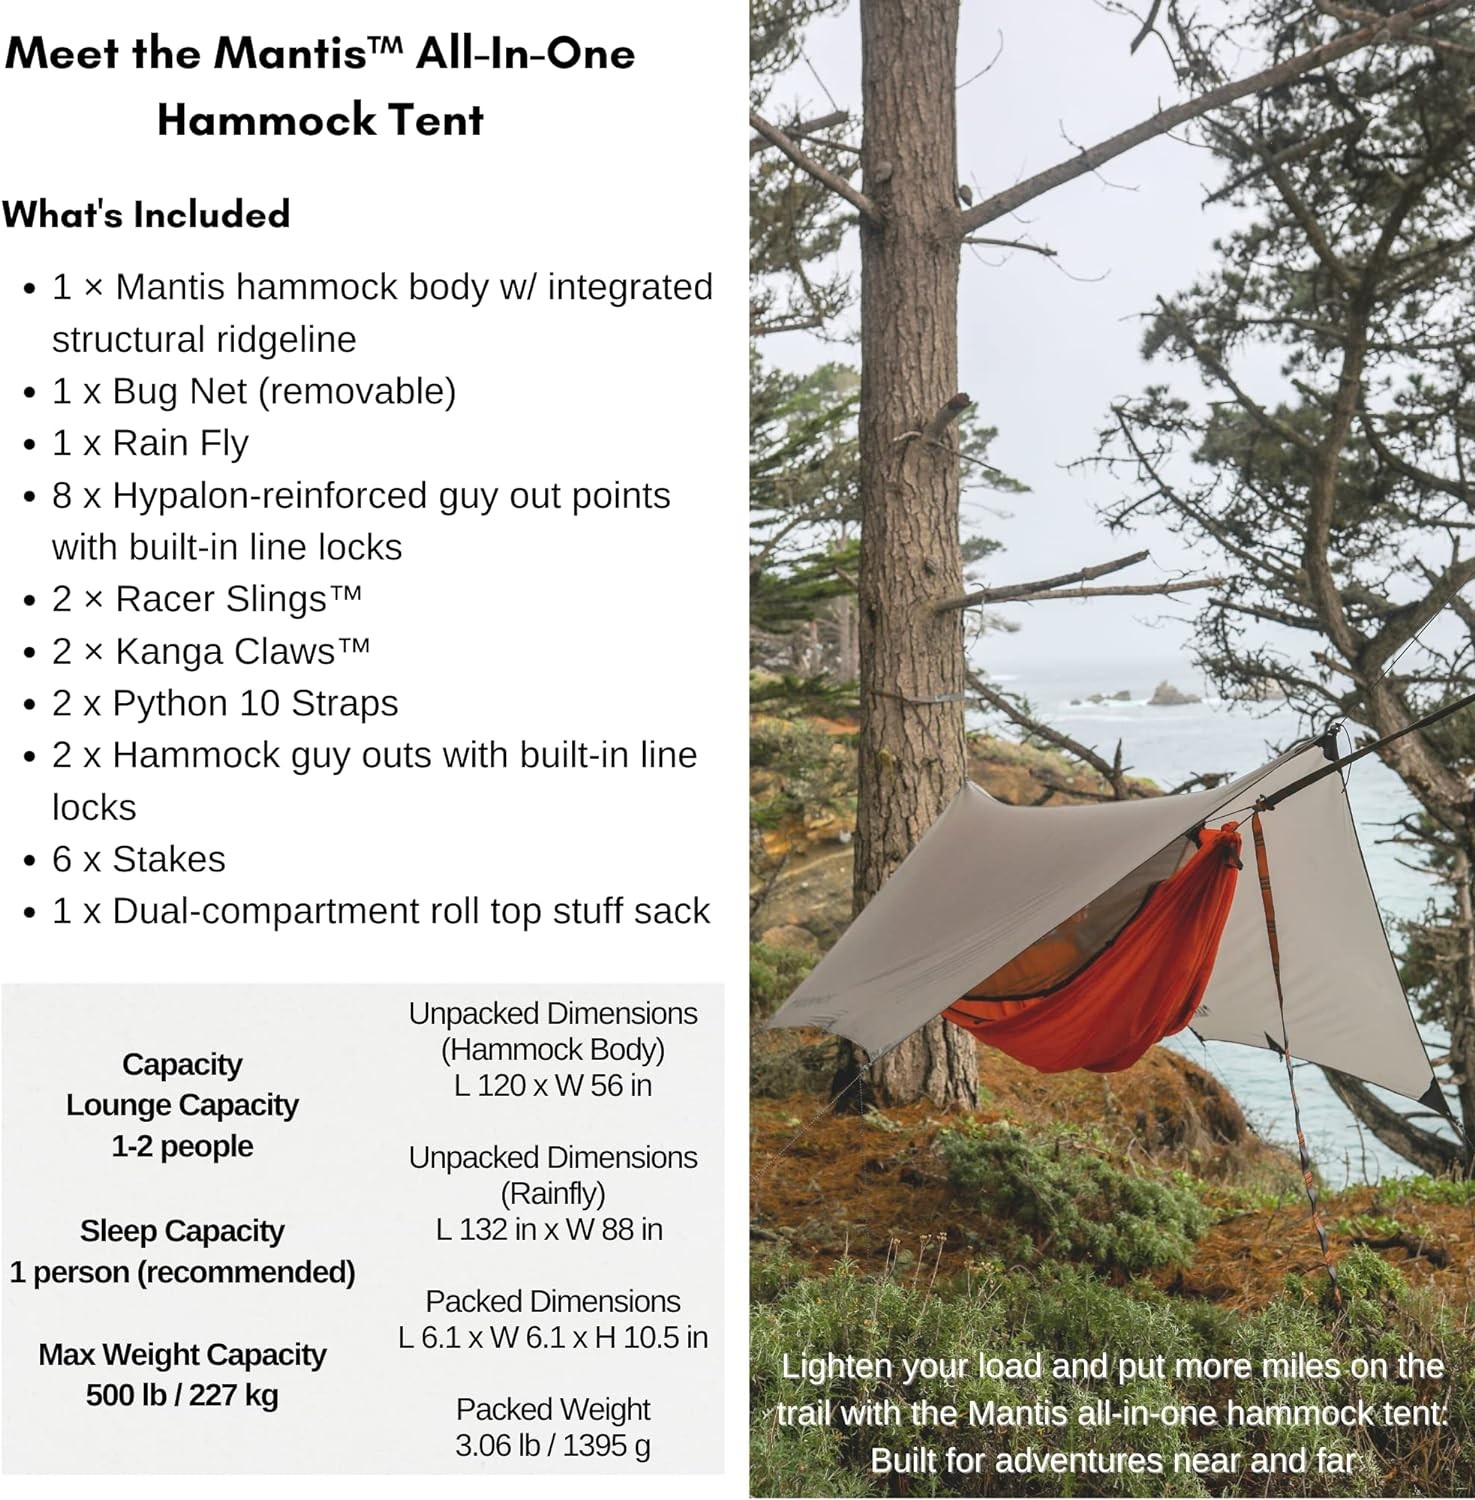 Meet the Mantis™ All-In-One
Hammock Tent
What's Included
• 1 × Mantis hammock body w/ integrated
structural ridgeline
• 1 x Bug Net (removable)
• 1 x Rain Fly
• 8 x Hypalon-reinforced guy out points
with built-in line locks
• 2 × Racer Slings™
• 2 × Kanga Claws™
• 2 x Python 10 Straps
• 2 x Hammock guy outs with built-in line
locks
• 6 x Stakes
• 1 x Dual-compartment roll top stuff sack
Capacity
Lounge Capacity
1-2 people
Sleep Capacity
1 person (recommended)
Max Weight Capacity
500 lb / 227 kg
Unpacked Dimensions
(Hammock Body)
L 120 x W 56 in
Unpacked Dimensions
(Rainfly)
L 132 in x W 88 in
Packed Dimensions
L 6.1 x W 6.1 x H 10.5 in
Packed Weight
3.06 lb / 1395 g
Lighten your load and put more miles on the
trail with the Mantis all-in-one hammock tent:
Built for adventures near and far